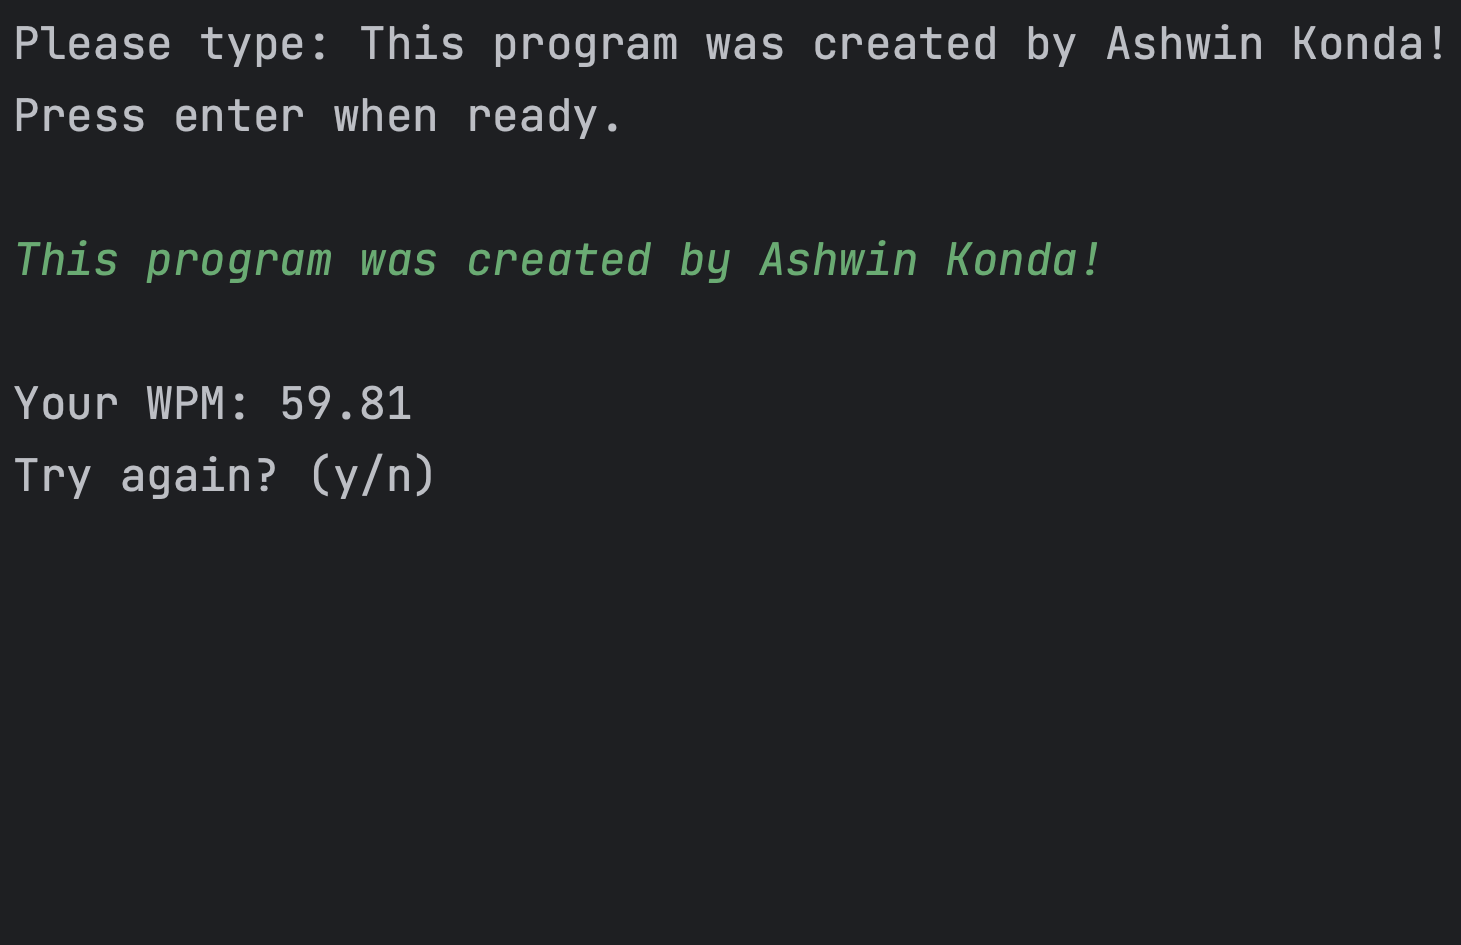 Please type: This program was created by Ashwin Konda!
Press enter when ready.
This program was created by Ashwin Konda!
Your WPM: 59.81
Try again? (y/n)